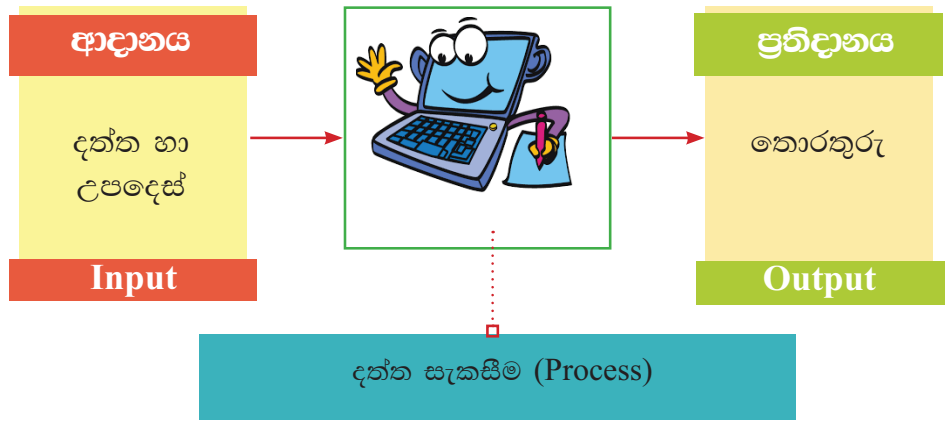 ආදානය
දත්ත හා
උපදෙස්
Input
ප්‍රතිදානය
තොරතුරු
Output
දත්ත සැකසීම (Process)